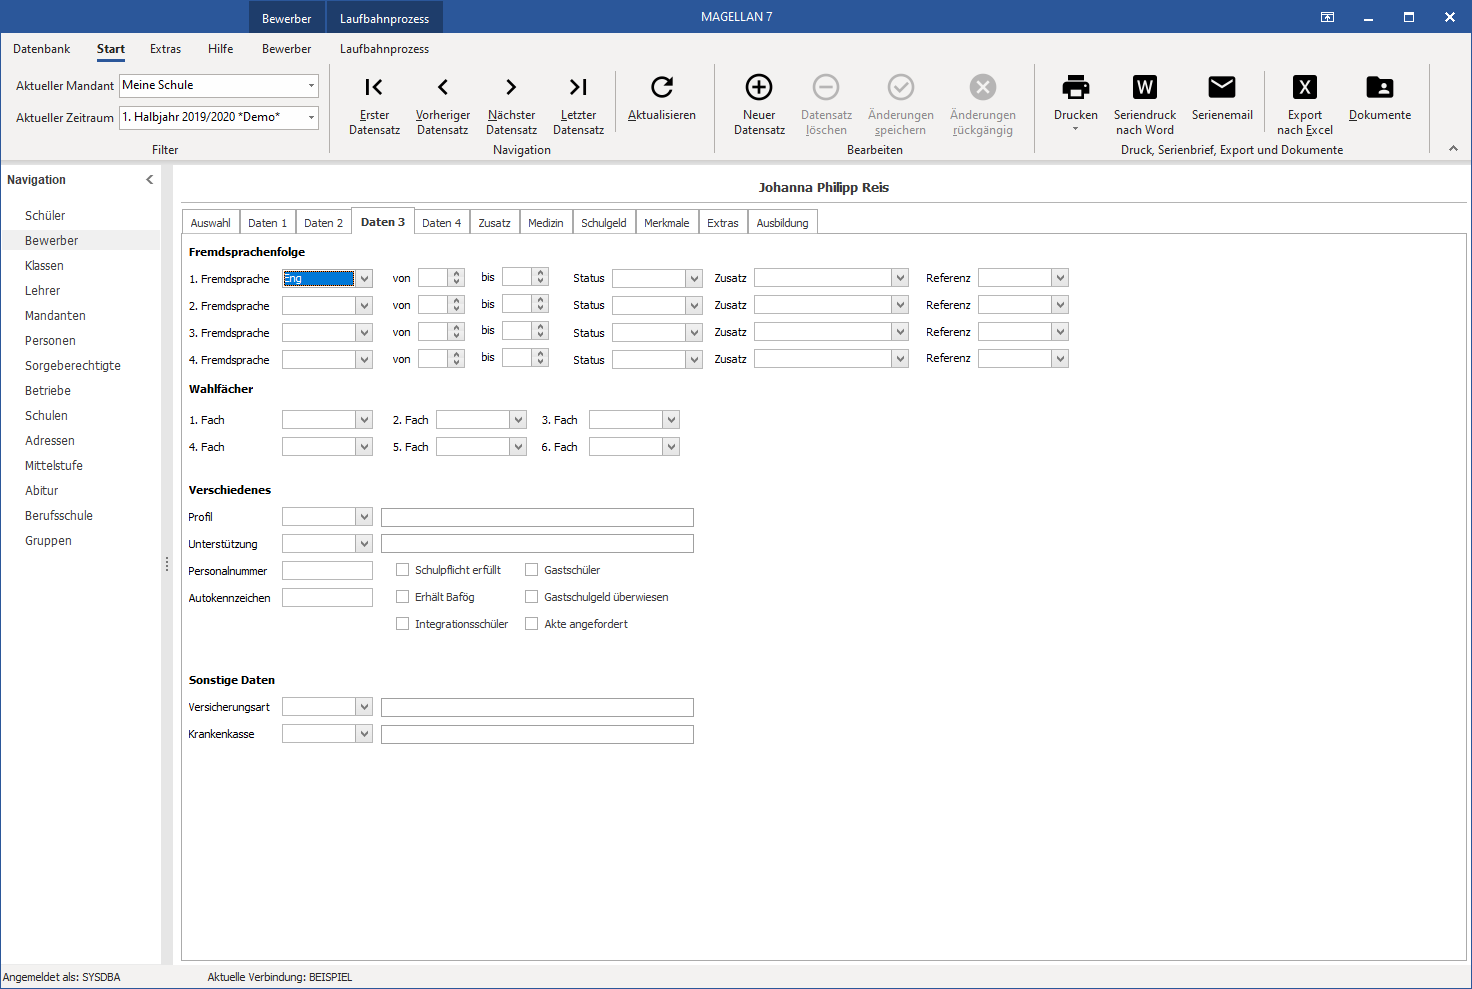 Bewerber Laufbahnprozess MAGELLAN 7
Datenbank Start Extras Hilfe Bewerber Laufbahnprozess
Aktueller Mandant Meine Schule
Aktueller Zeitraum 1. Halbjahr 2019/2020 *Demo*
Filter
Erster Datensatz
Vorheriger Datensatz
Nächster Datensatz
Letzter Datensatz
Aktualisieren
Navigation
Neuer Datensatz
Datensatz löschen
Änderungen speichern
Änderungen rückgängig
Bearbeiten
Drucken
W
Seriendruck nach Word
Serienemail
X
Export nach Excel
Dokumente
Druck, Serienbrief, Export und Dokumente
Navigation
Schüler
Bewerber
Klassen
Lehrer
Mandanten
Personen
Sorgeberechtigte
Betriebe
Schulen
Adressen
Mittelstufe
Abitur
Berufsschule
Gruppen
Johanna Philipp Reis
Auswahl Daten 1 Daten 2 Daten 3 Daten 4 Zusatz Medizin Schulgeld Merkmale Extras Ausbildung
Fremdsprachenfolge
1. Fremdsprache Eng von bis Status Zusatz Referenz
2. Fremdsprache von bis Status Zusatz Referenz
3. Fremdsprache von bis Status Zusatz Referenz
4. Fremdsprache von bis Status Zusatz Referenz
Wahlfächer
1. Fach 2. Fach 3. Fach
4. Fach 5. Fach 6. Fach
Verschiedenes
Profil
Unterstützung
Personalnummer Schulpflicht erfüllt Gastschüler
Autokennzeichen Erhält Bafög Gastschulgeld überwiesen
Integrationsschüler Akte angefordert
Sonstige Daten
Versicherungsart
Krankenkasse
Angemeldet als: SYSDBA Aktuelle Verbindung: BEISPIEL